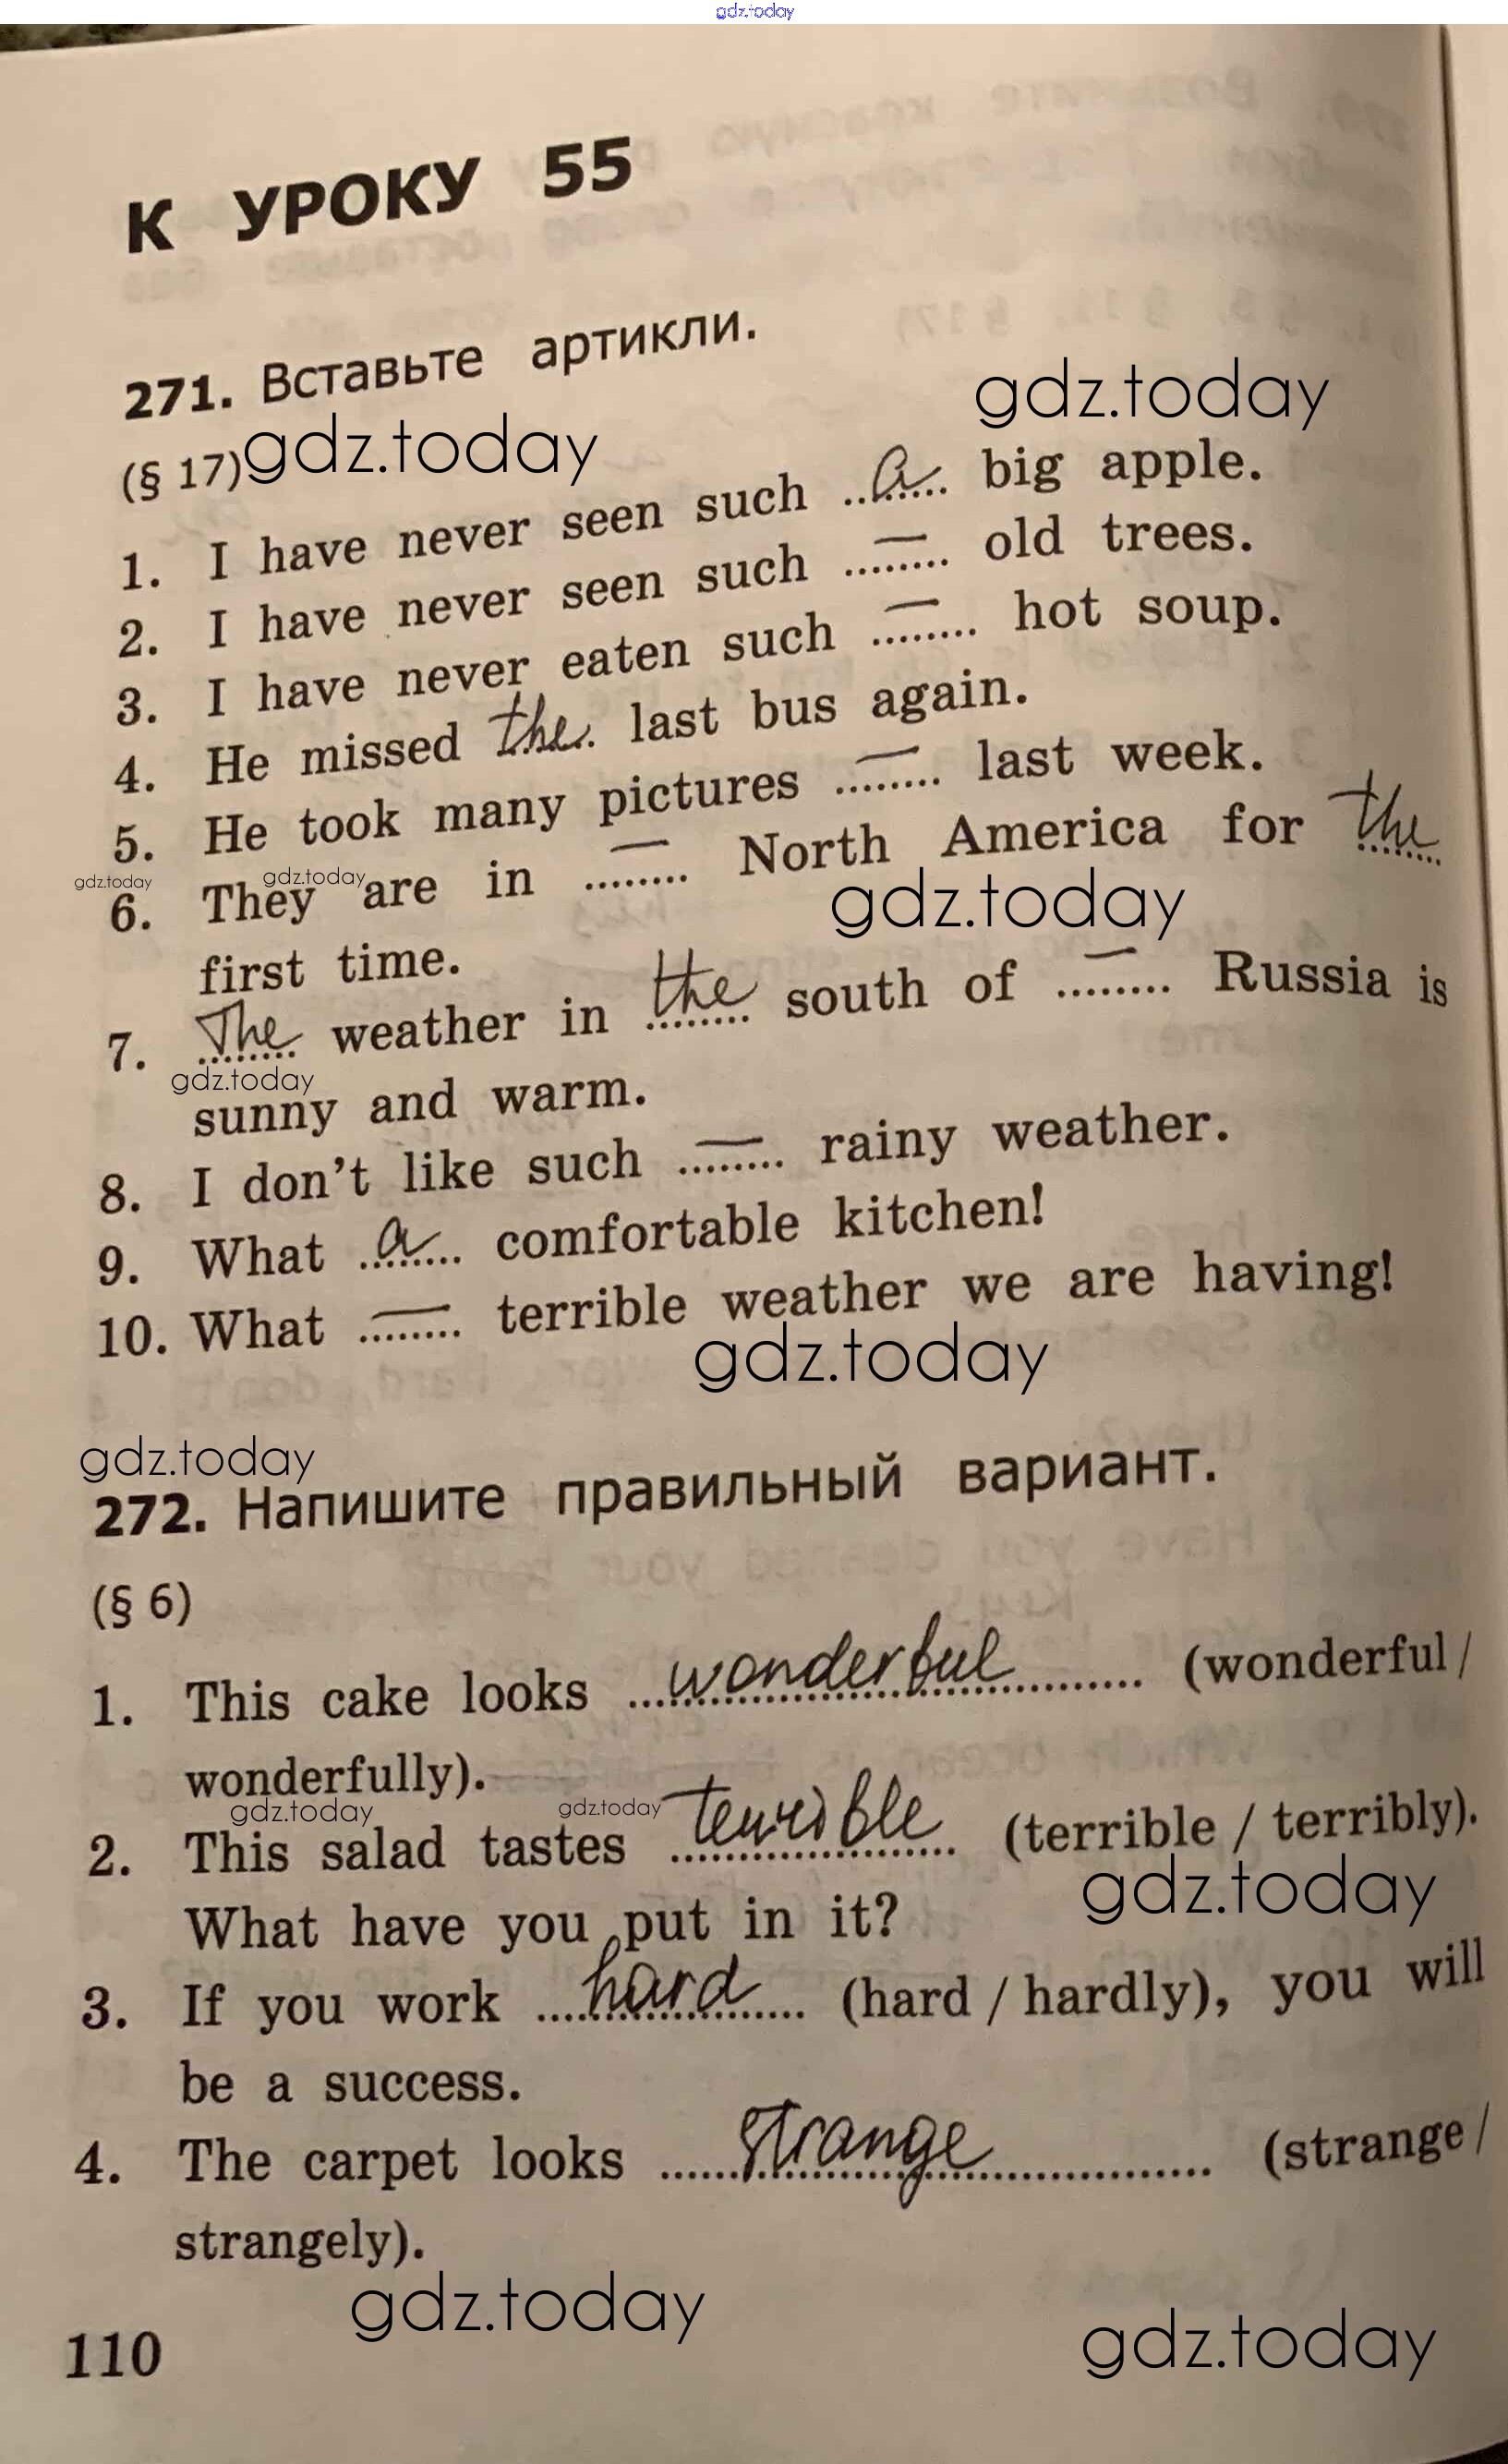 gdz.today
К УРОКУ 55
271. Вставьте артикли.
gdz.today
(§ 17) gdz.today
1. I have never seen such ..a.. big apple.
2. I have never seen such ..—.. old trees.
3. I have never eaten such ..—.. hot soup.
4. He missed the.. last bus again.
5. He took many pictures ..—.. last week.
gdz.today gdz.today
6. They are in ..—.. North America for the
gdz.today
first time.
7. The weather in the south of ..—.. Russia is
gdz.today
sunny and warm.
8. I don’t like such ..—.. rainy weather.
9. What ..a.. comfortable kitchen!
10. What ..—.. terrible weather we are having!
gdz.today
gdz.today
272. Напишите правильный вариант.
(§ 6)
1. This cake looks ...wonderful... (wonderful /
wonderfully).
gdz.today gdz.today
2. This salad tastes terrible (terrible / terribly).
gdz.today
What have you put in it?
3. If you work ...hard... (hard / hardly), you will
be a success.
4. The carpet looks ...strange... (strange /
strangely).
gdz.today
110
gdz.today